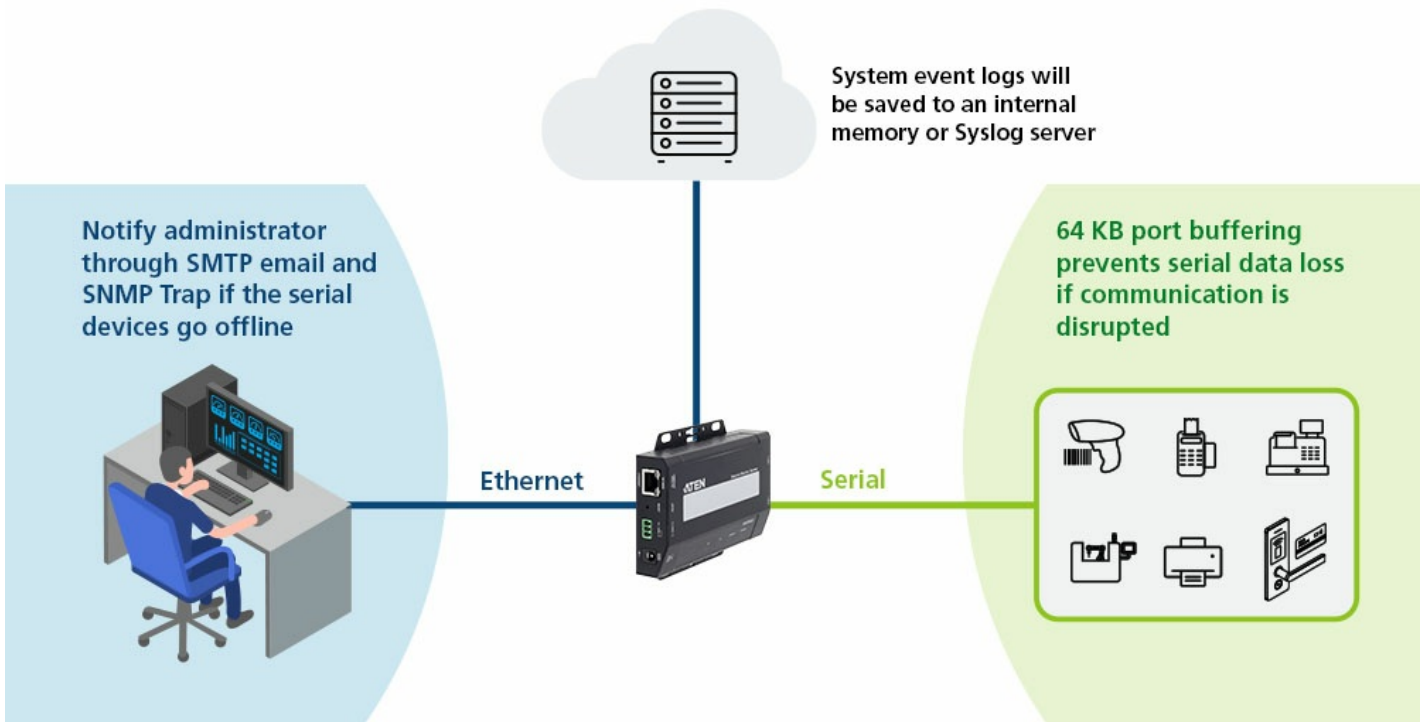 System event logs will
be saved to an internal
memory or Syslog server
Notify administrator
through SMTP email and
SNMP Trap if the serial
devices go offline
64 KB port buffering
prevents serial data loss
if communication is
disrupted
Ethernet
ATEN
Serial